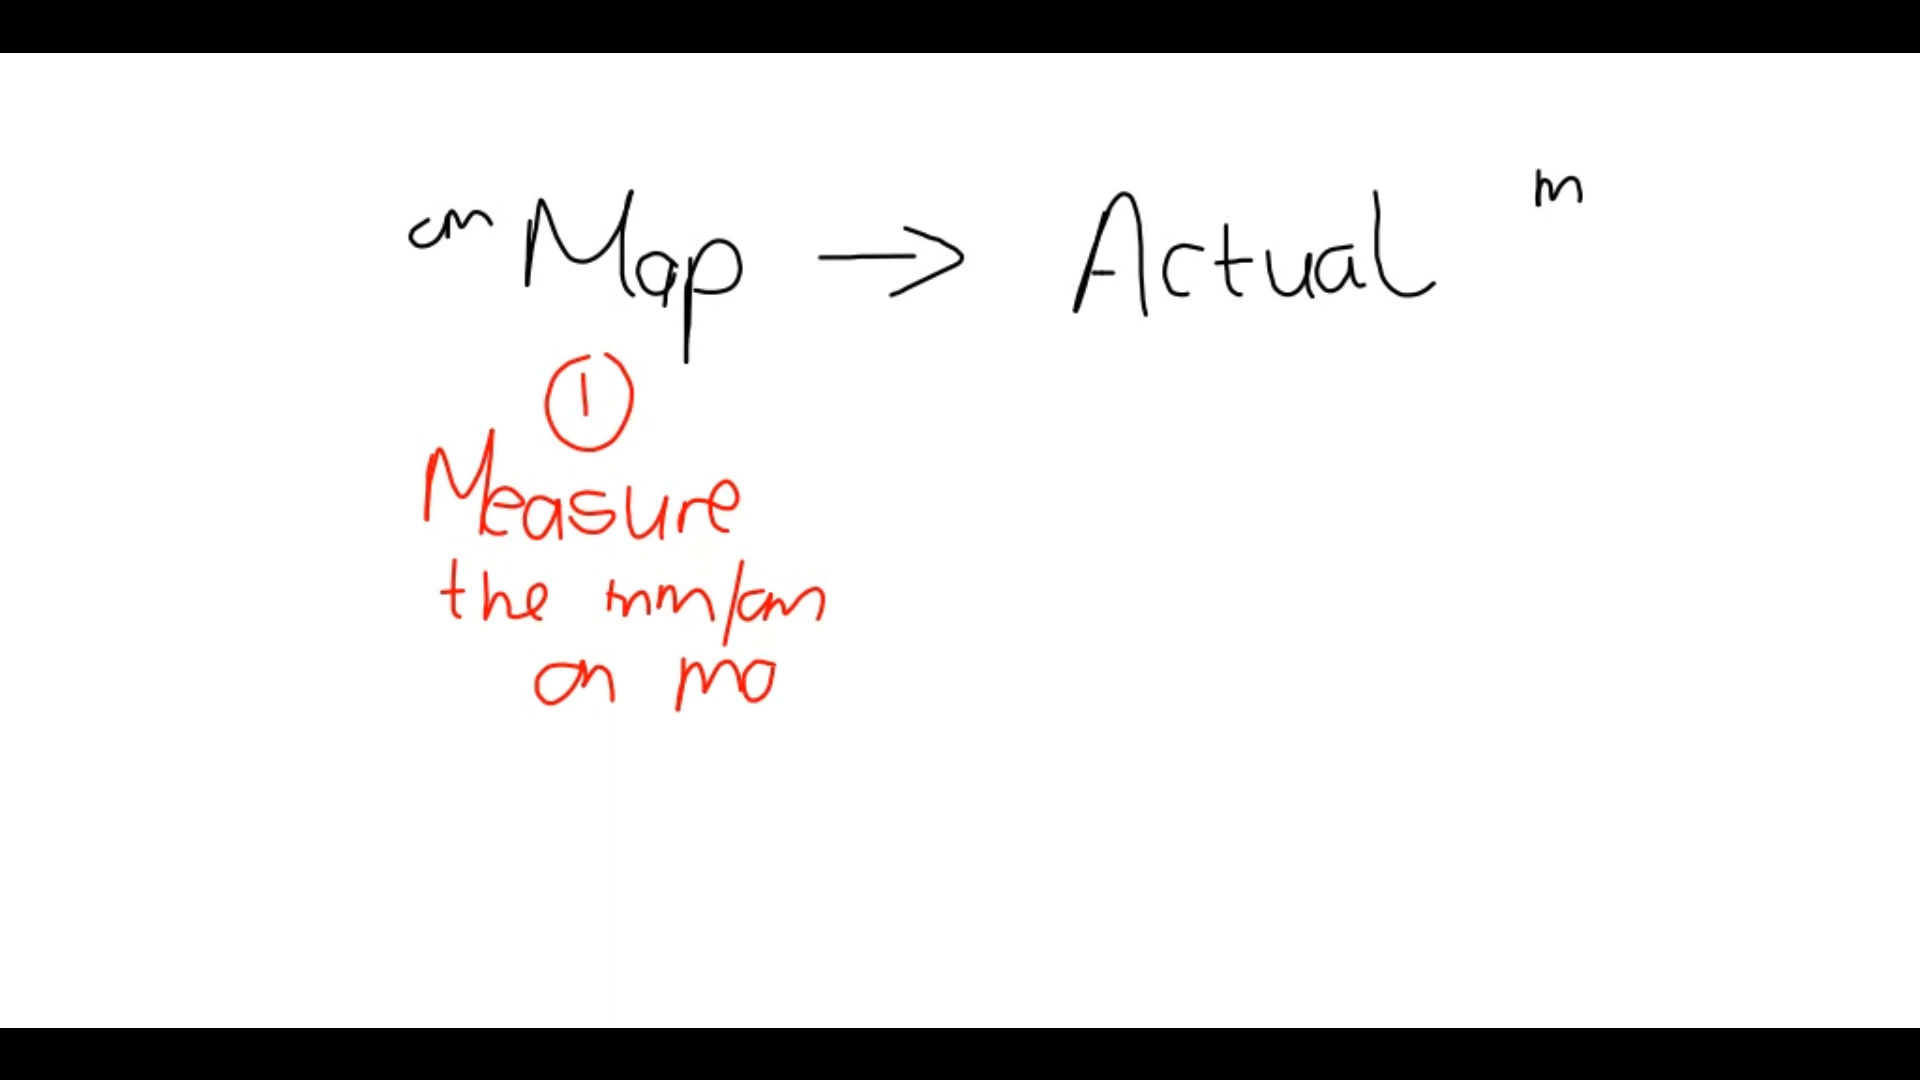 cm Map → Actual m
1
Measure
the mm/cm
on ma